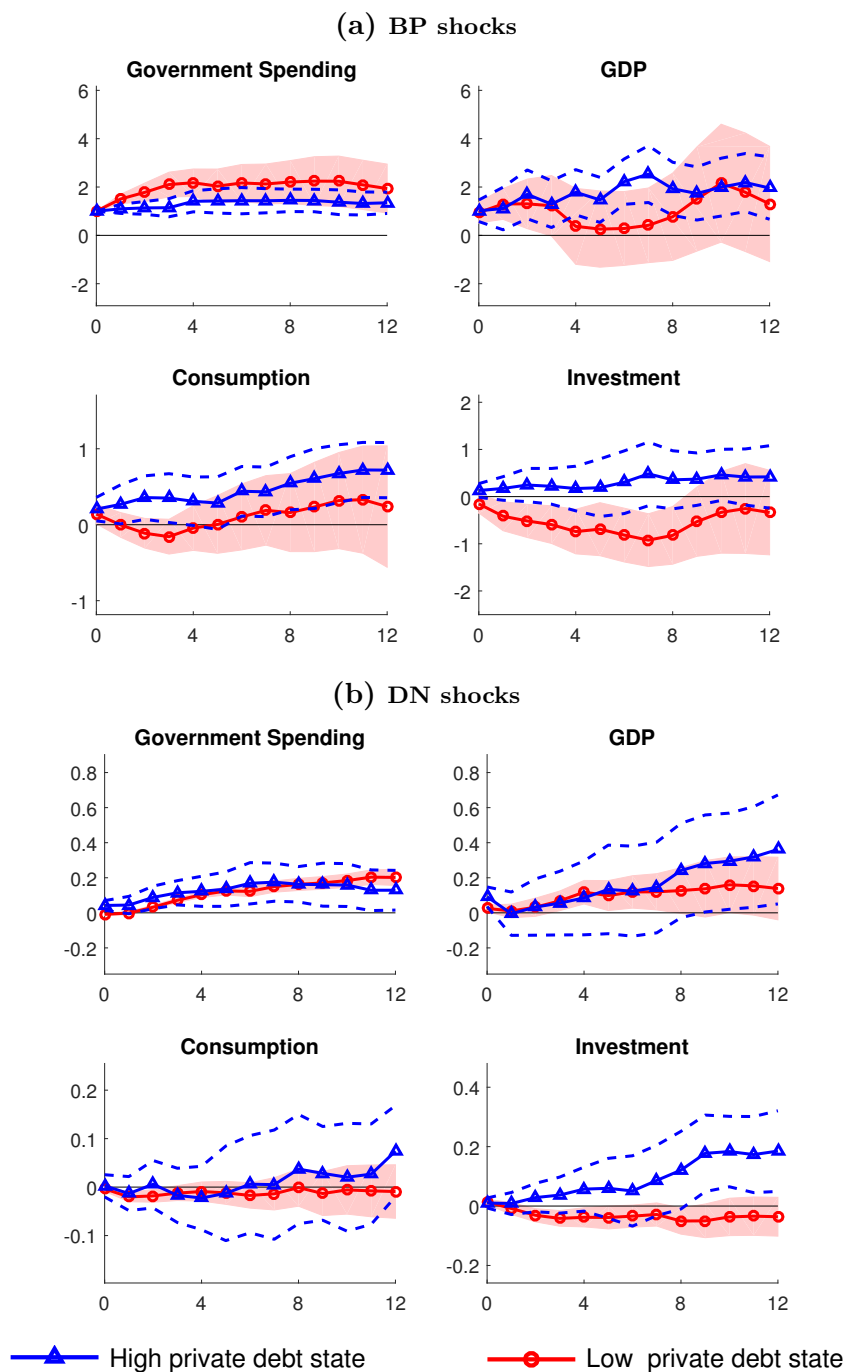 (a) BP shocks
Government Spending GDP
6 6
4 4
2 2
0 0
-2 -2
0 4 8 12 0 4 8 12
Consumption Investment
2
1 1
0 0
-1
-1 -2
0 4 8 12 0 4 8 12
(b) DN shocks
Government Spending GDP
0.8 0.8
0.6 0.6
0.4 0.4
0.2 0.2
0 0
-0.2 -0.2
0 4 8 12 0 4 8 12
Consumption Investment
0.2 0.4
0.1 0.2
0 0
-0.1 -0.2
0 4 8 12 0 4 8 12
High private debt state Low private debt state